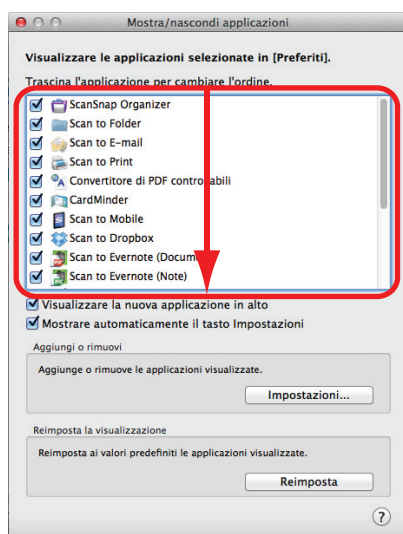 Mostra/nascondi applicazioni
Visualizzare le applicazioni selezionate in [Preferiti].
Trascina l'applicazione per cambiare l'ordine.
ScanSnap Organizer
Scan to Folder
Scan to E-mail
Scan to Print
Convertitore di PDF
CardMinder
Scan to Mobile
Scan to Dropbox
Scan to Evernote
Scan to Evernote (Note)
Visualizzare la nuova applicazione in alto
Mostrare automaticamente il tasto Impostazioni
Aggiungi o rimuovi
Aggiunge o rimuove le applicazioni visualizzate.
Impostazioni...
Reimposta la visualizzazione
Reimposta ai valori predefiniti le applicazioni visualizzate.
Reimposta
?